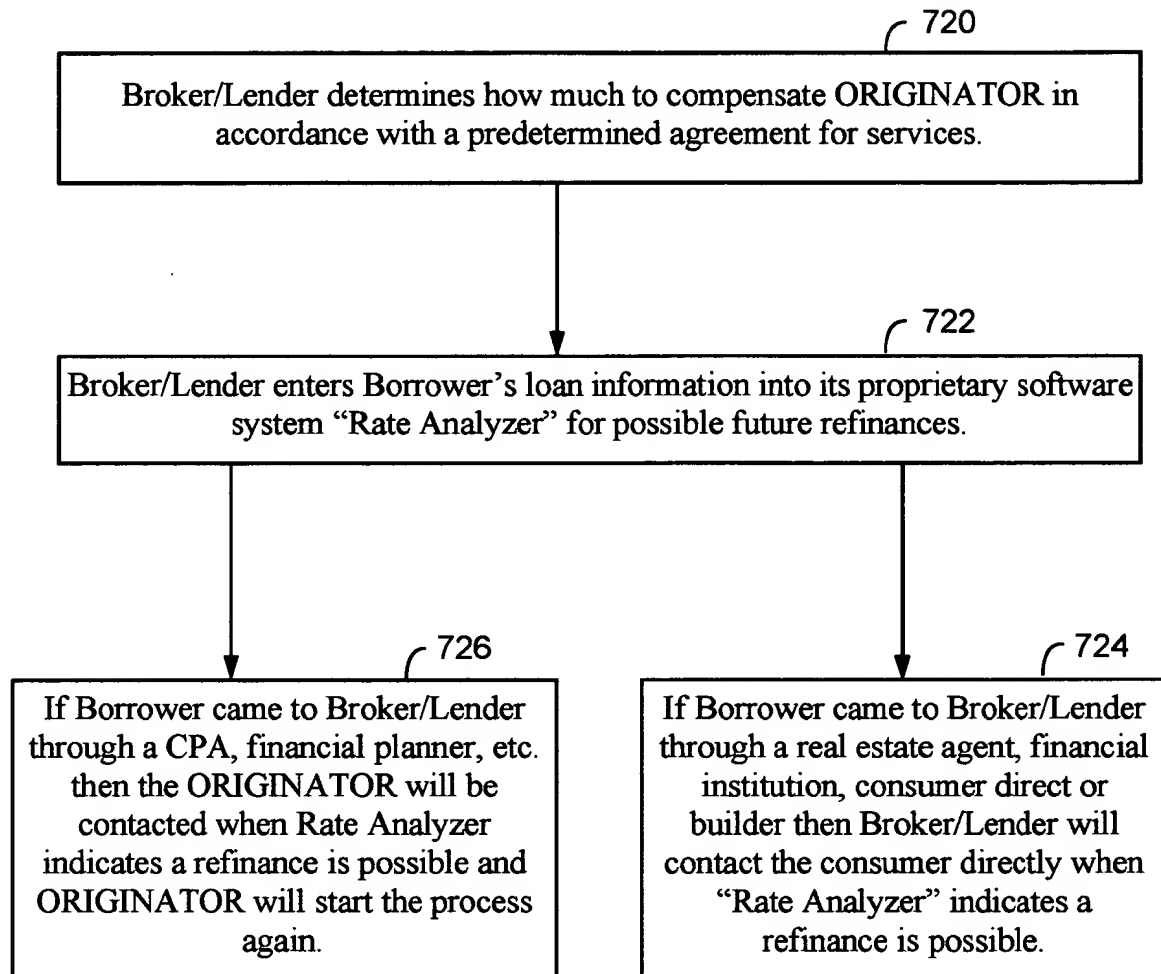 720
Broker/Lender determines how much to compensate ORIGINATOR in
accordance with a predetermined agreement for services.
722
Broker/Lender enters Borrower's loan information into its proprietary software
system “Rate Analyzer” for possible future refinances.
726
If Borrower came to Broker/Lender
through a CPA, financial planner, etc.
then the ORIGINATOR will be
contacted when Rate Analyzer
indicates a refinance is possible and
ORIGINATOR will start the process
again.
724
If Borrower came to Broker/Lender
through a real estate agent, financial
institution, consumer direct or
builder then Broker/Lender will
contact the consumer directly when
“Rate Analyzer” indicates a
refinance is possible.